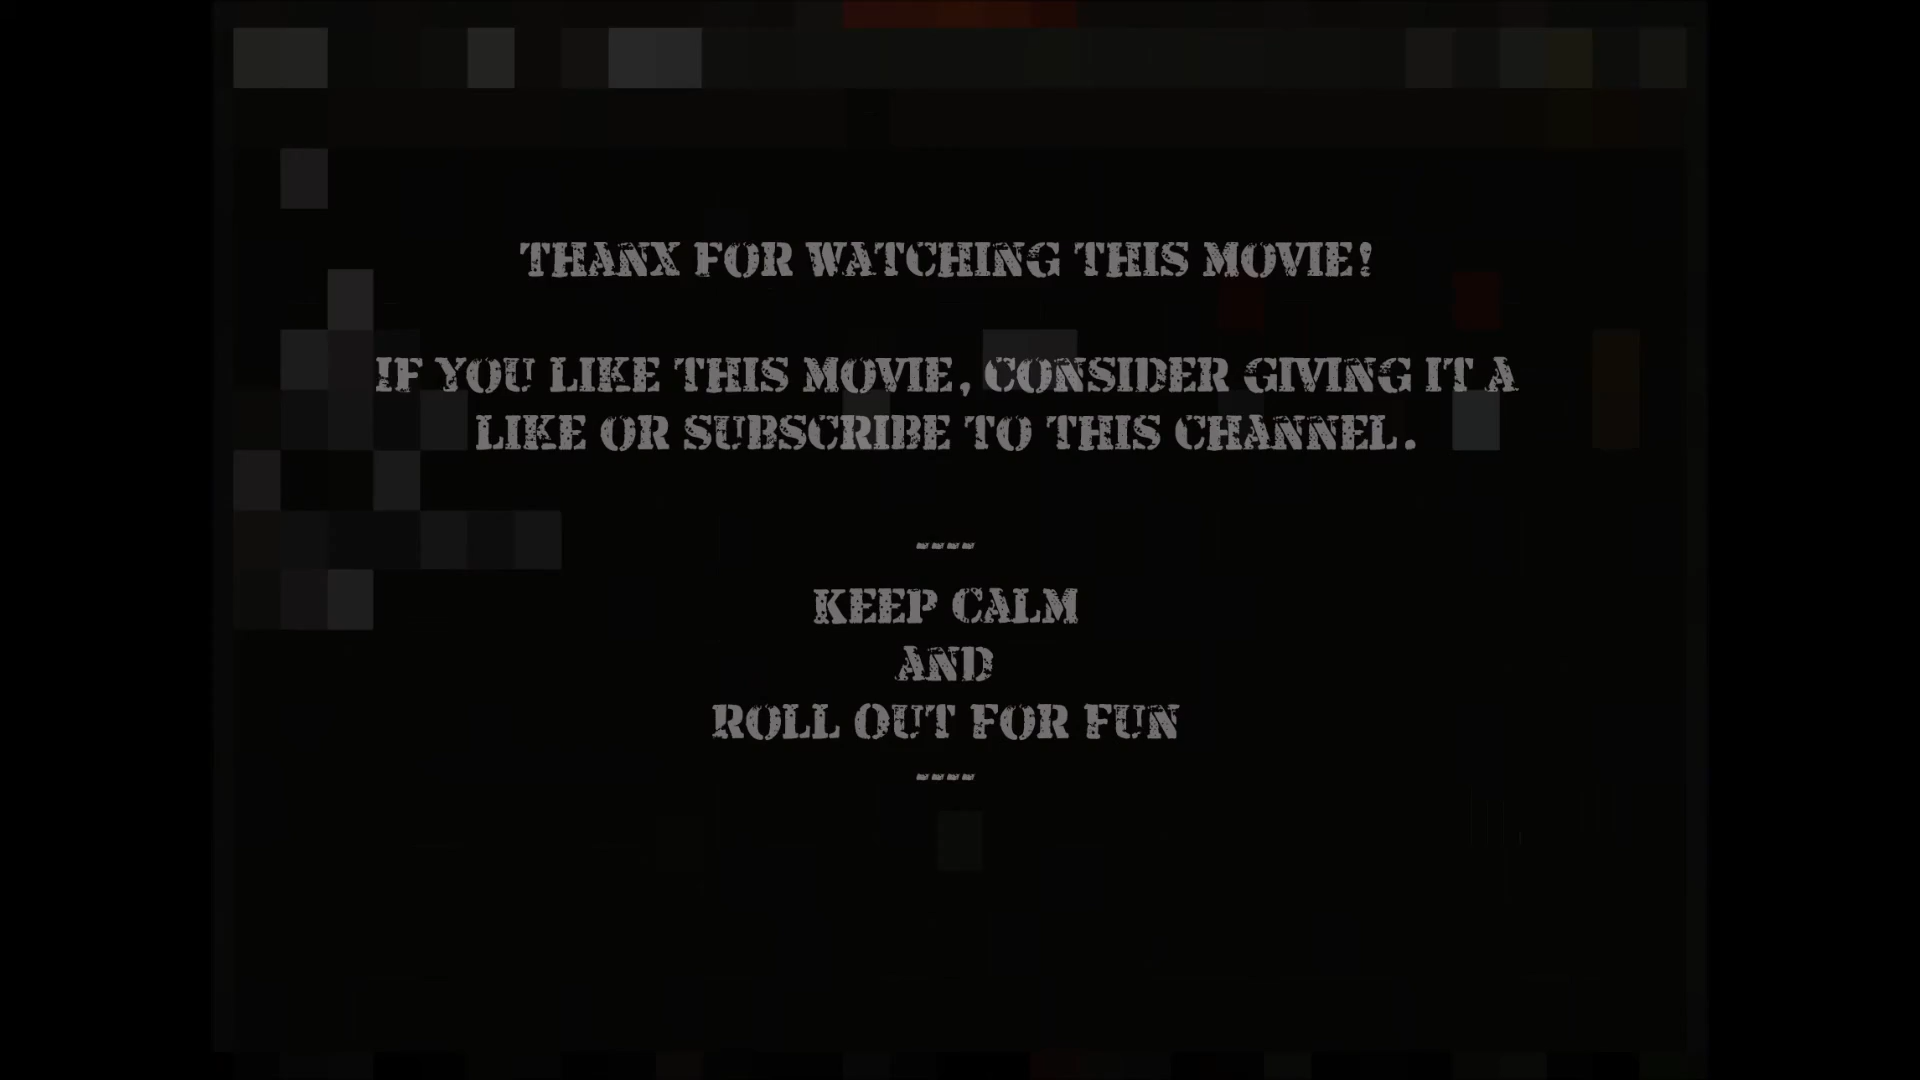 THANX FOR WATCHING THIS MOVIE!
IF YOU LIKE THIS MOVIE, CONSIDER GIVING IT A
LIKE OR SUBSCRIBE TO THIS CHANNEL.
----
KEEP CALM
AND
ROLL OUT FOR FUN
----